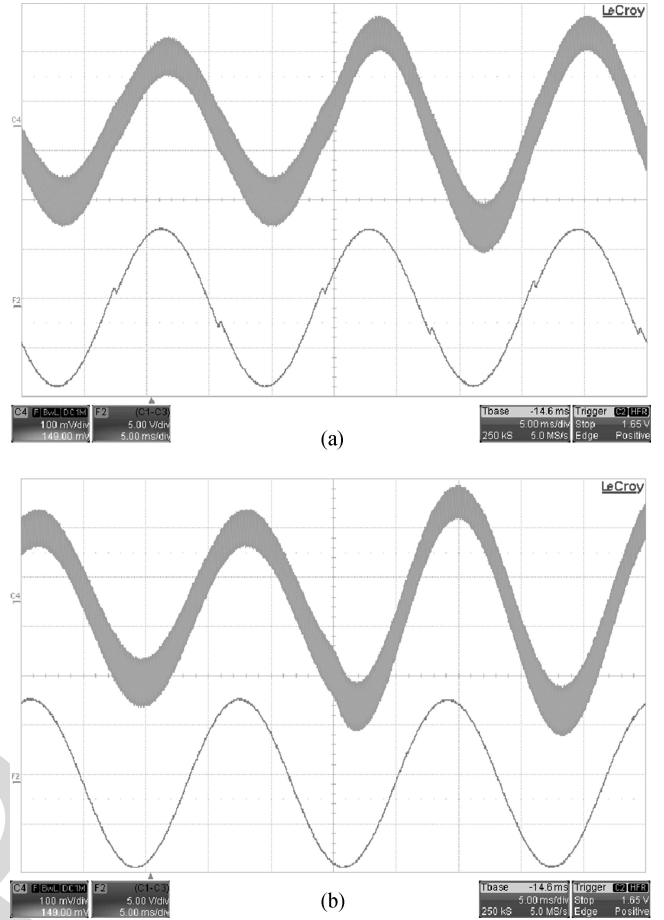 LeCroy
C4
F2
C4 F BwL DC1M
100 mV/div
149.00 mV
F2 (C1-C3)
5.00 V/div
5.00 ms/div
Tbase -14.6 ms
5.00 ms/div
250 kS 5.0 MS/s
Trigger C2 HFR
Stop 1.65 V
Edge Positive
(a)
LeCroy
C4
F2
C4 F BwL DC1M
100 mV/div
149.00 mV
F2 (C1-C3)
5.00 V/div
5.00 ms/div
Tbase -14.6 ms
5.00 ms/div
250 kS 5.0 MS/s
Trigger C2 HFR
Stop 1.65 V
Edge Positive
(b)